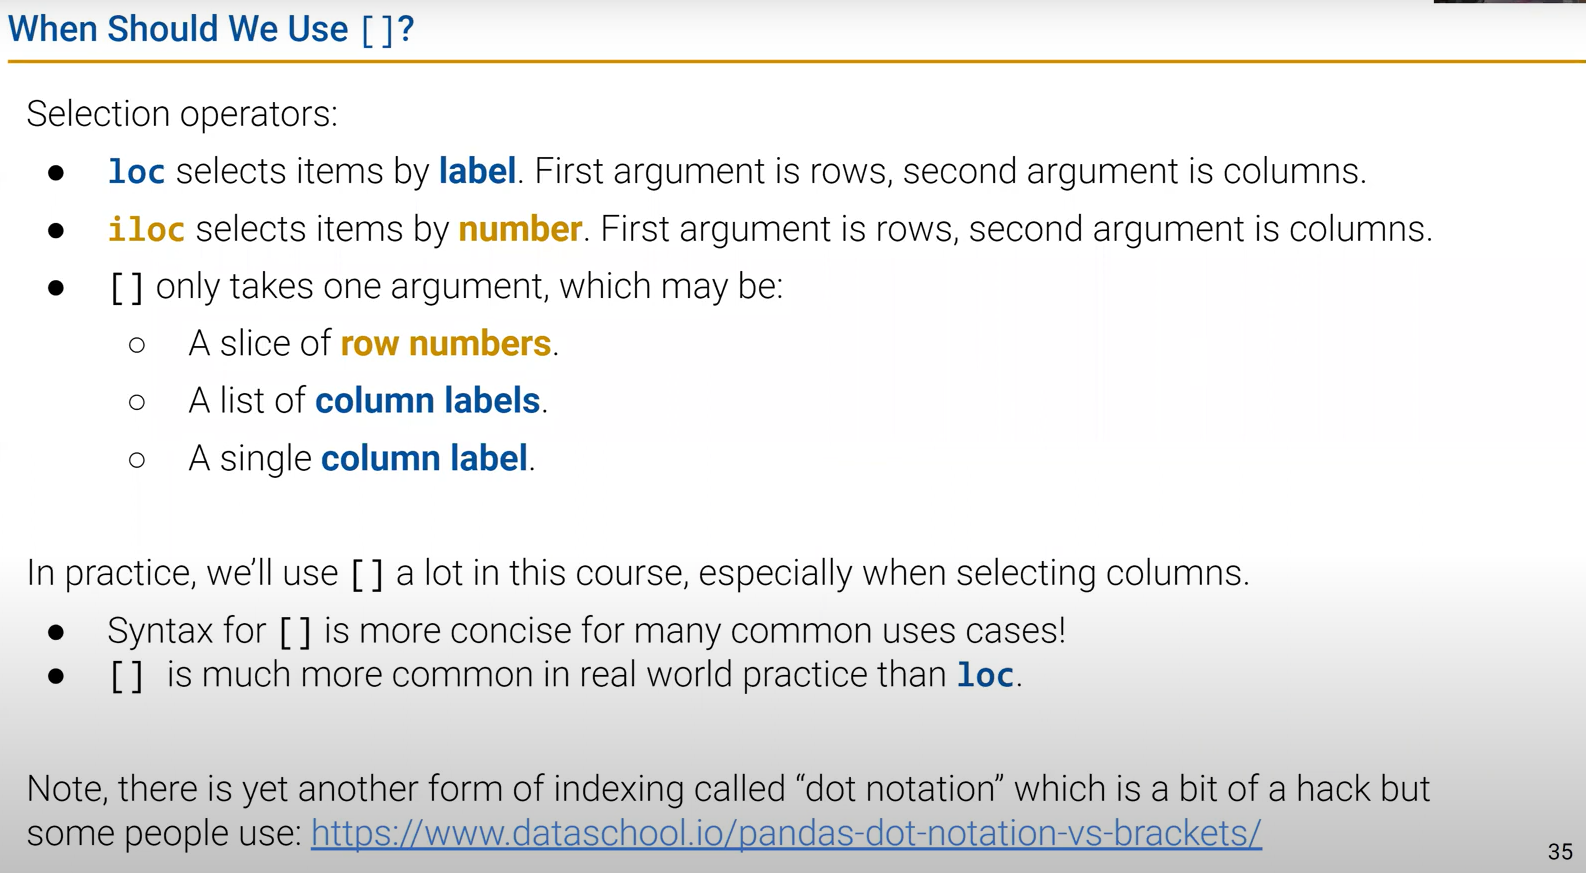 When Should We Use []?
Selection operators:
● loc selects items by label. First argument is rows, second argument is columns.
● iloc selects items by number. First argument is rows, second argument is columns.
● [] only takes one argument, which may be:
○ A slice of row numbers.
○ A list of column labels.
○ A single column label.
In practice, we’ll use [] a lot in this course, especially when selecting columns.
● Syntax for [] is more concise for many common uses cases!
● [] is much more common in real world practice than loc.
Note, there is yet another form of indexing called “dot notation” which is a bit of a hack but
some people use: https://www.dataschool.io/pandas-dot-notation-vs-brackets/
35